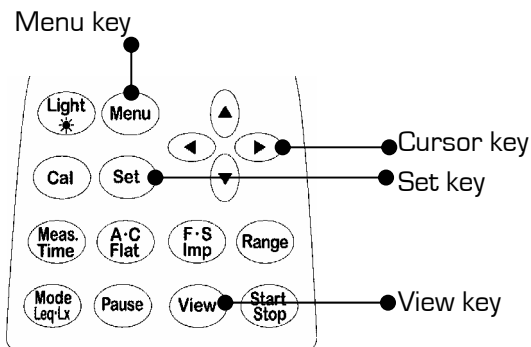 Menu key
Light
Menu
Cursor key
Cal
Set
Set key
Meas.
Time
A·C
Flat
F·S
Imp
Range
Mode
Leq·Lx
Pause
View
Start
Stop
View key